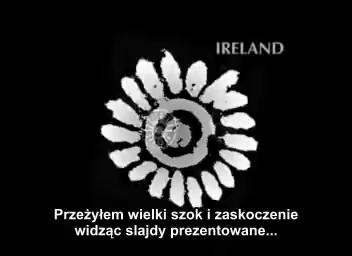 IRELAND
Przeżyłem wielki szok i zaskoczenie
widząc slajdy prezentowane...